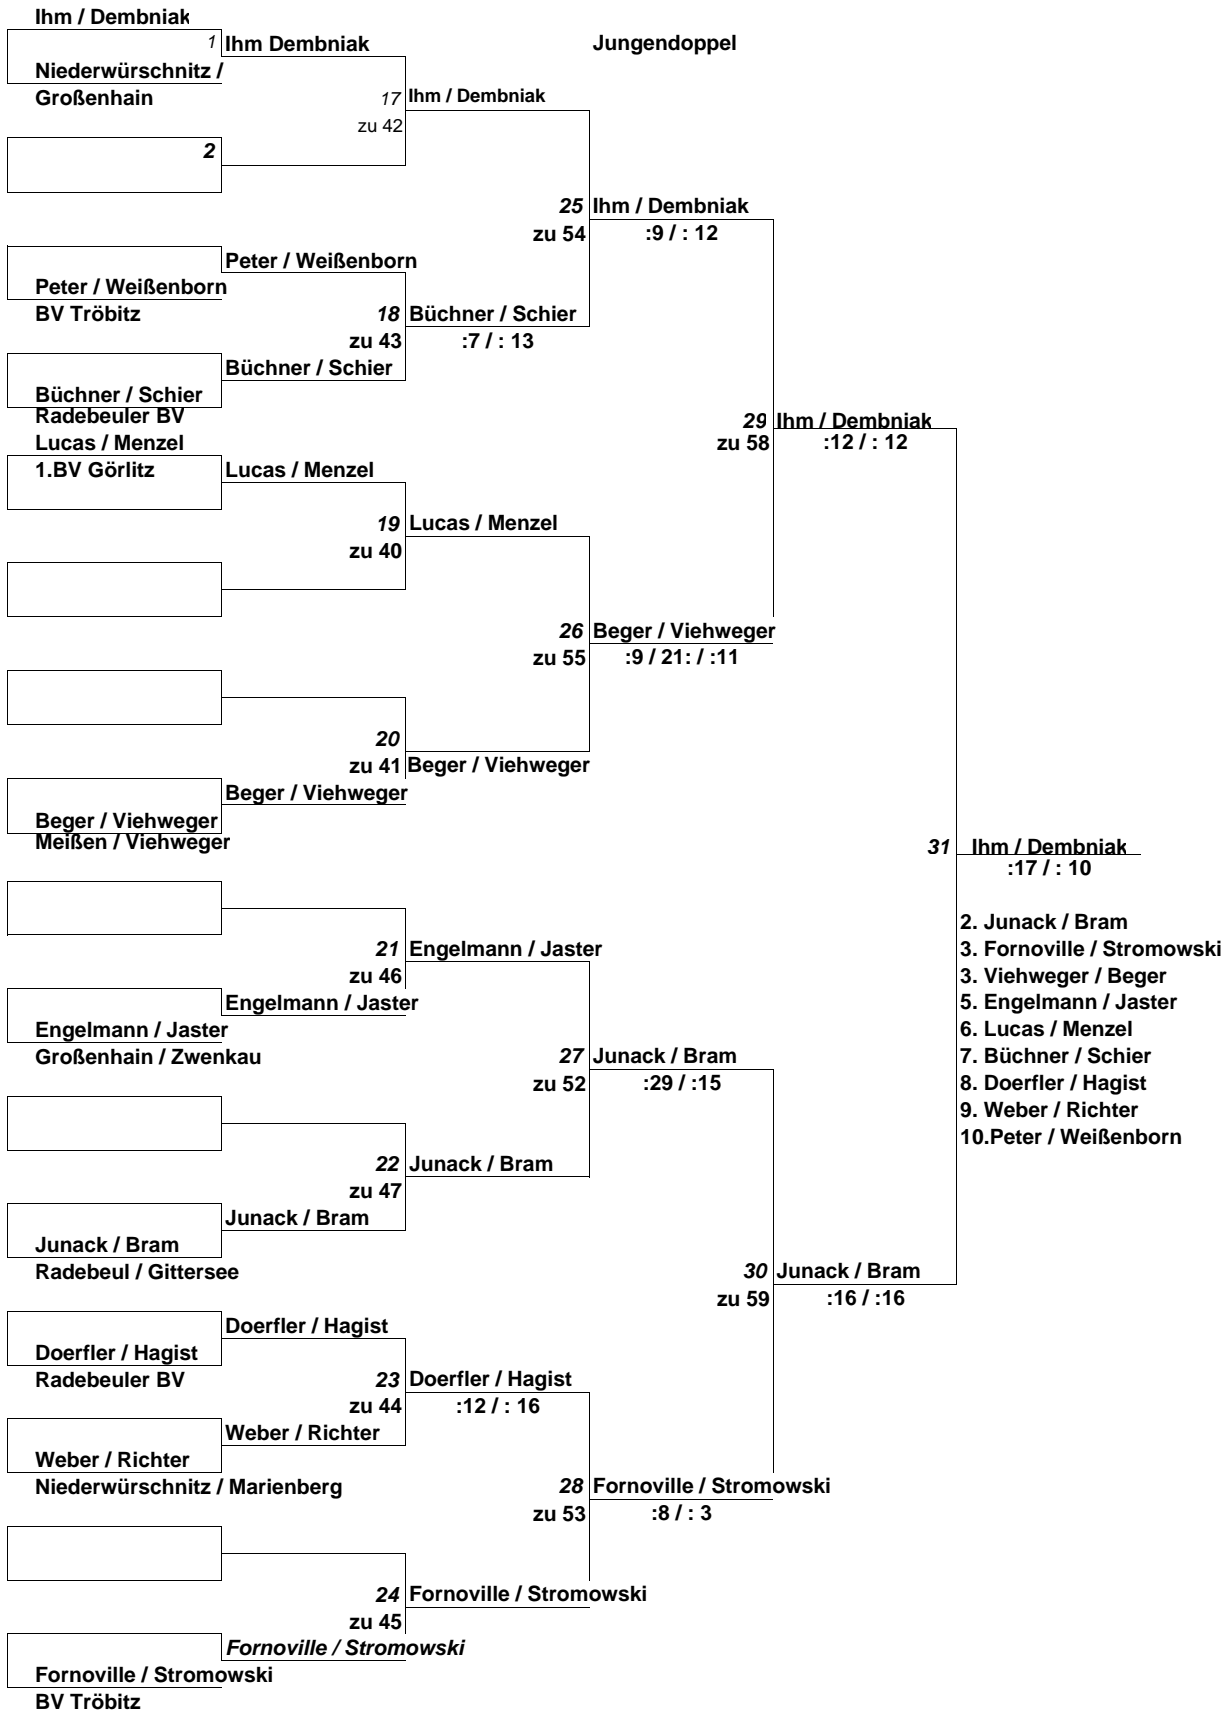 Ihm / Dembniak
1 Ihm Dembniak
Jungendoppel
Niederwürschnitz /
Großenhain
17 Ihm / Dembniak
zu 42
2
25 Ihm / Dembniak
zu 54 :9 / : 12
Peter / Weißenborn
Peter / Weißenborn
BV Tröbitz
18 Büchner / Schier
zu 43 :7 / : 13
Büchner / Schier
Büchner / Schier
Radebeuler BV
29 Ihm / Dembniak
zu 58 :12 / : 12
Lucas / Menzel
1.BV Görlitz
Lucas / Menzel
19 Lucas / Menzel
zu 40
26 Beger / Viehweger
zu 55 :9 / 21: / :11
20
zu 41 Beger / Viehweger
Beger / Viehweger
Beger / Viehweger
Meißen / Viehweger
31 Ihm / Dembniak
:17 / : 10
2. Junack / Bram
3. Fornoville / Stromowski
3. Viehweger / Beger
5. Engelmann / Jaster
6. Lucas / Menzel
7. Büchner / Schier
8. Doerfler / Hagist
9. Weber / Richter
10.Peter / Weißenborn
21 Engelmann / Jaster
zu 46
Engelmann / Jaster
Engelmann / Jaster
Großenhain / Zwenkau
27 Junack / Bram
zu 52 :29 / :15
22 Junack / Bram
zu 47
Junack / Bram
Junack / Bram
Radebeul / Gittersee
30 Junack / Bram
zu 59 :16 / :16
Doerfler / Hagist
Doerfler / Hagist
Radebeuler BV
23 Doerfler / Hagist
zu 44 :12 / : 16
Weber / Richter
Weber / Richter
Niederwürschnitz / Marienberg
28 Fornoville / Stromowski
zu 53 :8 / : 3
24 Fornoville / Stromowski
zu 45
Fornoville / Stromowski
Fornoville / Stromowski
BV Tröbitz